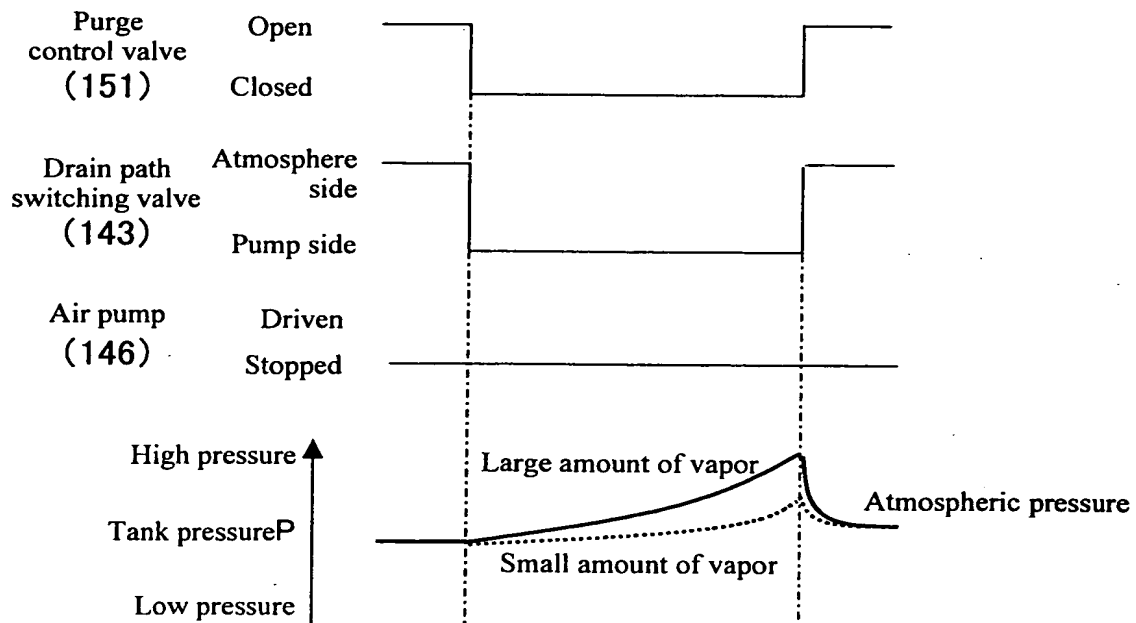 Purge
control valve
(151)
Open
Closed
Drain path
switching valve
(143)
Atmosphere
side
Pump side
Air pump
(146)
Driven
Stopped
High pressure
Tank pressureP
Low pressure
Large amount of vapor
Small amount of vapor
Atmospheric pressure